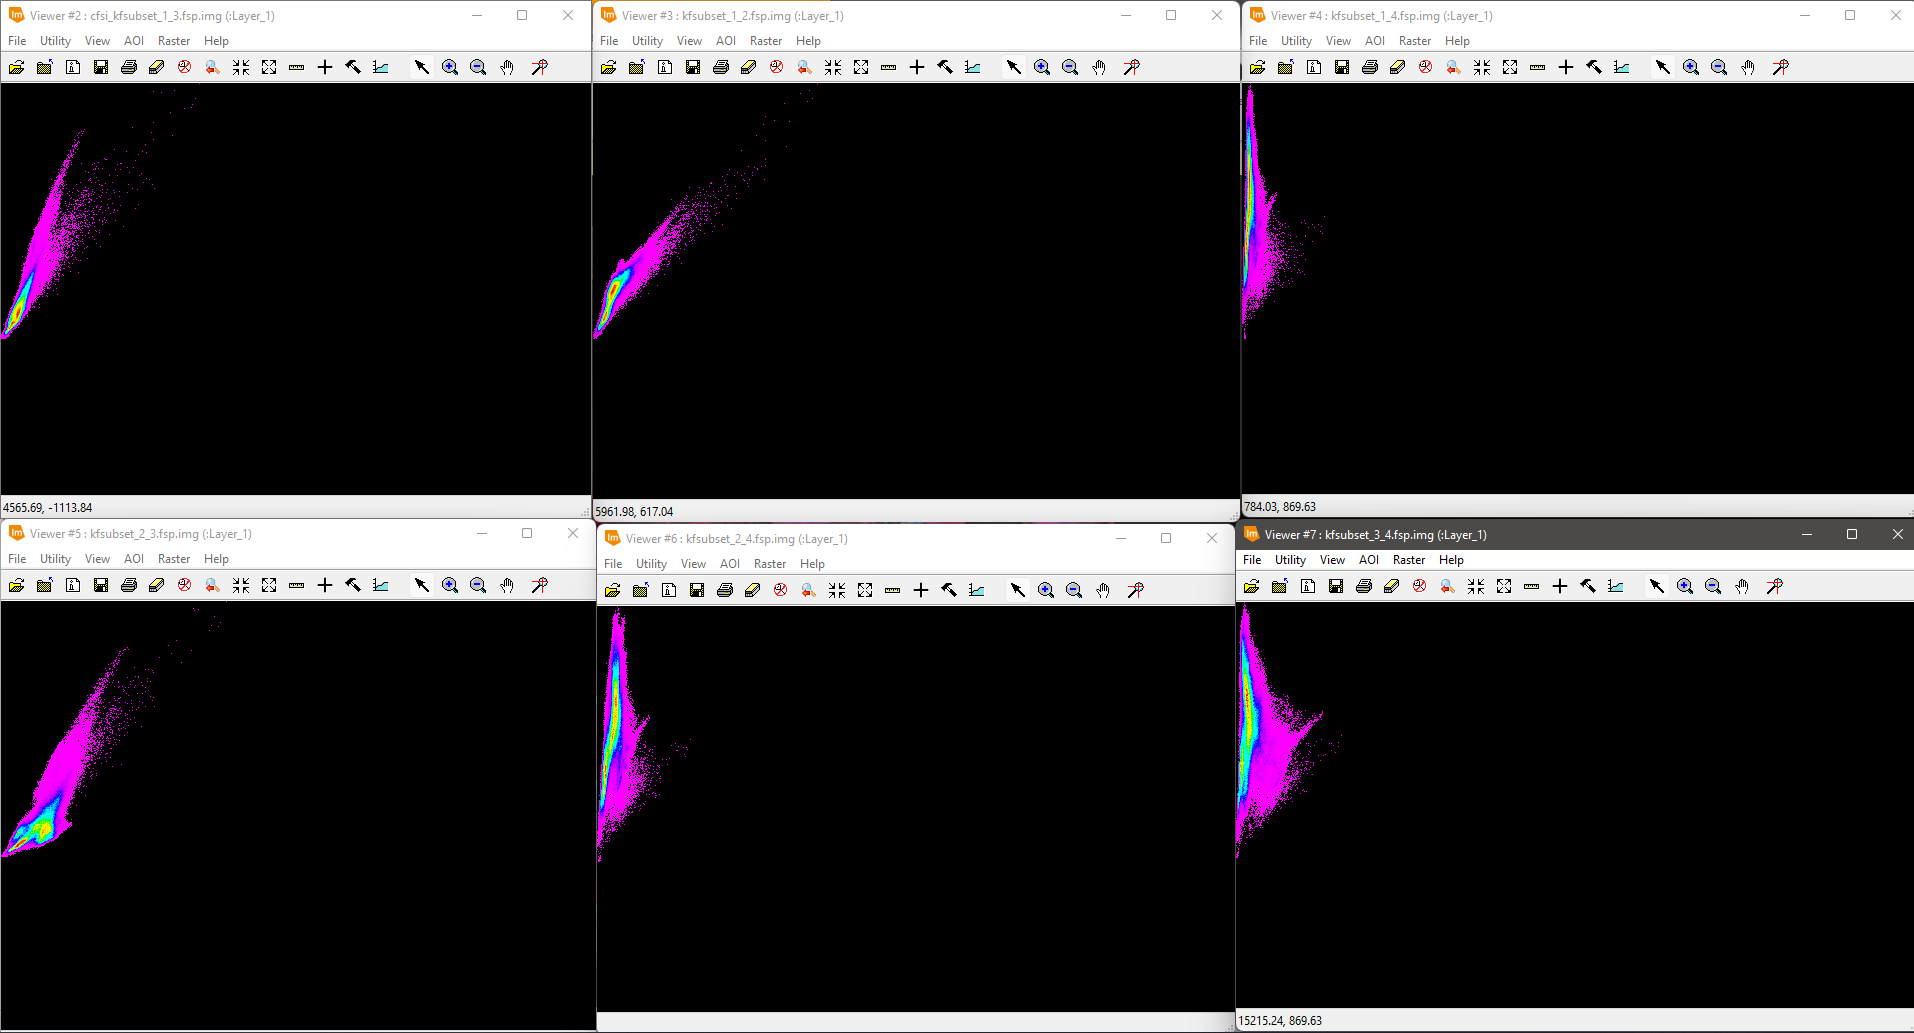 Viewer #2 : cfsi_kfsubset_1_3.fsp.img (:Layer_1)
File Utility View AOI Raster Help
4565.69, -1113.84
Viewer #3 : kfsubset_1_2.fsp.img (:Layer_1)
File Utility View AOI Raster Help
5961.98, 617.04
Viewer #4 : kfsubset_1_4.fsp.img (:Layer_1)
File Utility View AOI Raster Help
784.03, 869.63
Viewer #5 : kfsubset_2_3.fsp.img (:Layer_1)
File Utility View AOI Raster Help
Viewer #6 : kfsubset_2_4.fsp.img (:Layer_1)
File Utility View AOI Raster Help
Viewer #7 : kfsubset_3_4.fsp.img (:Layer_1)
File Utility View AOI Raster Help
15215.24, 869.63